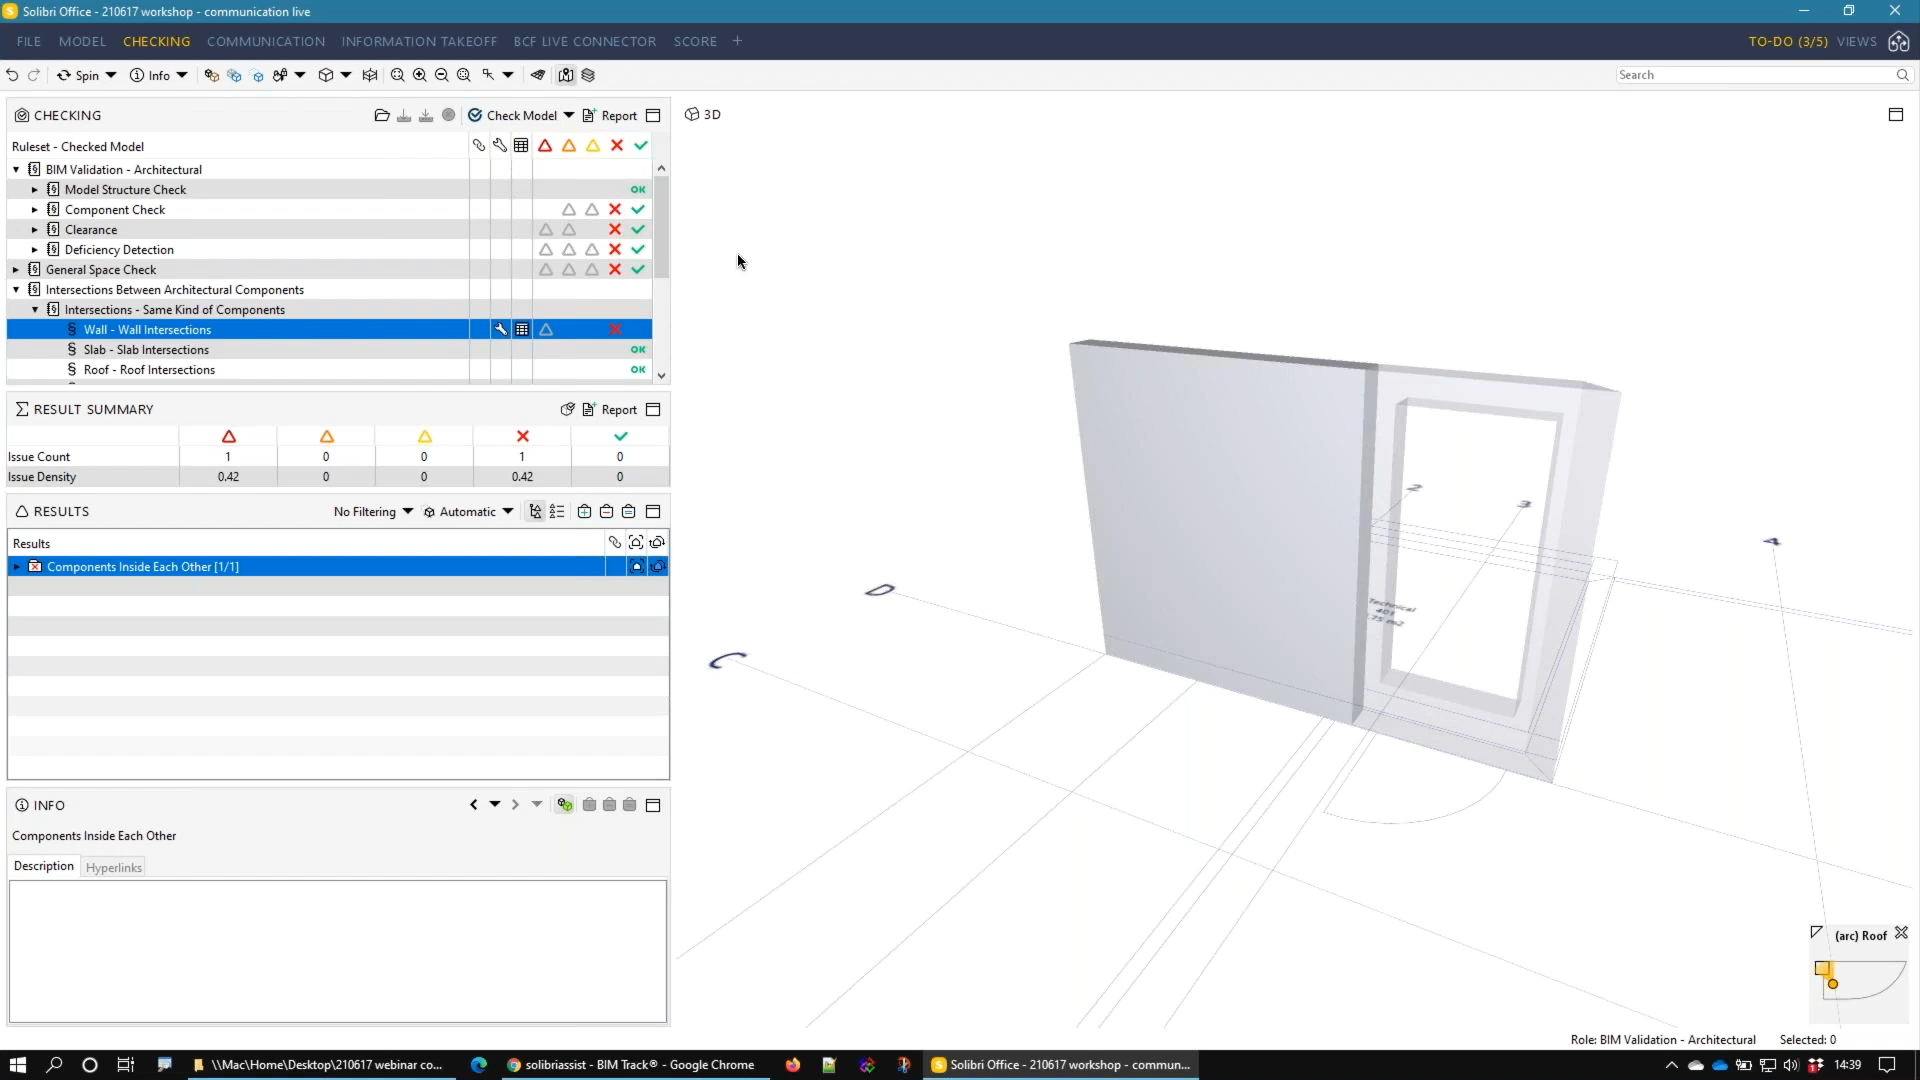 Solibri Office - 210617 workshop - communication live
FILE MODEL CHECKING COMMUNICATION INFORMATION TAKEOFF BCF LIVE CONNECTOR SCORE + TO-DO (3/5) VIEWS
Spin Info Search
CHECKING Check Model Report
3D
Ruleset - Checked Model
BIM Validation - Architectural
Model Structure Check OK
Component Check
Clearance
Deficiency Detection
General Space Check
Intersections Between Architectural Components
Intersections - Same Kind of Components
§ Wall - Wall Intersections
§ Slab - Slab Intersections OK
§ Roof - Roof Intersections OK
RESULT SUMMARY Report
Issue Count 1 0 0 1 0
Issue Density 0.42 0 0 0.42 0
RESULTS No Filtering Automatic
Results
Components Inside Each Other [1/1]
INFO
Components Inside Each Other
Description Hyperlinks
2
3
4
D
C
Technical
401
(arc) Roof
Role: BIM Validation - Architectural Selected: 0
\\Mac\Home\Desktop\210617 webinar co... solibriassist - BIM Track® - Google Chrome Solibri Office - 210617 workshop - commun... 14:39